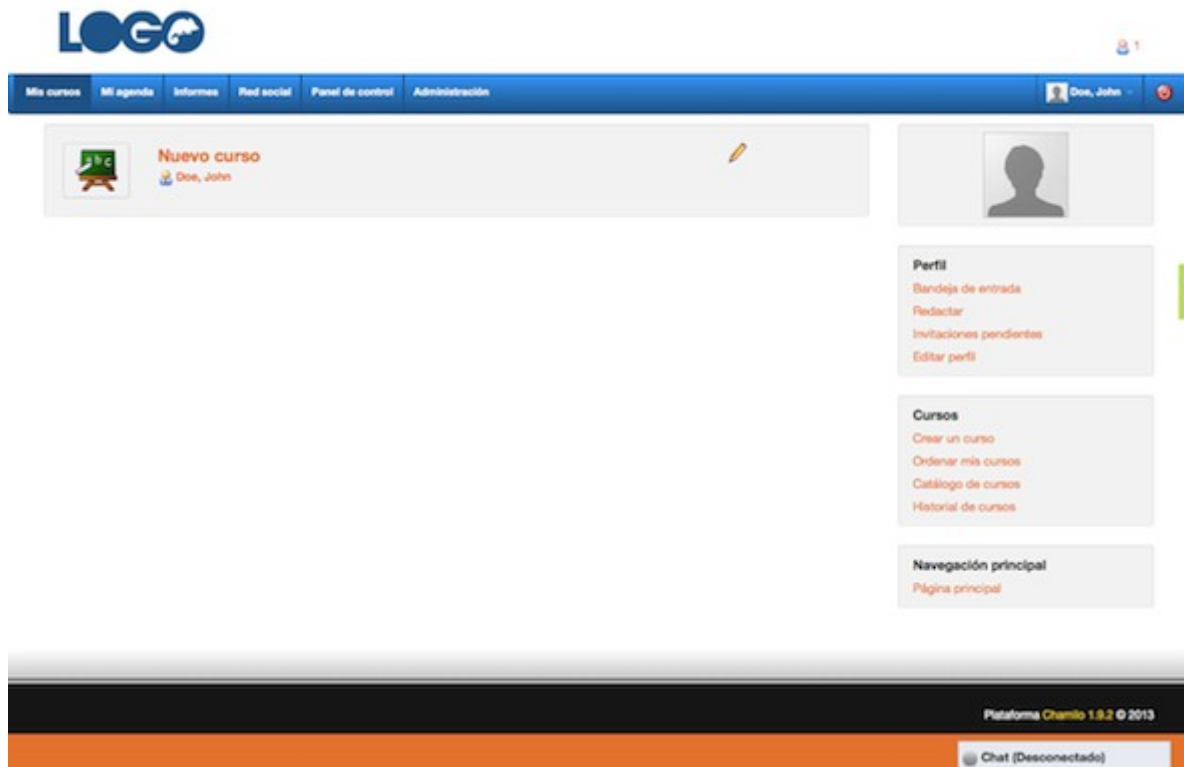 LOGO
1
Mis cursos Mi agenda Informes Red social Panel de control Administración Doe, John
abc
Nuevo curso
Doe, John
Perfil
Bandeja de entrada
Redactar
Invitaciones pendientes
Editar perfil
Cursos
Crear un curso
Ordenar mis cursos
Catálogo de cursos
Historial de cursos
Navegación principal
Página principal
Plataforma Chamilo 1.9.2 © 2013
Chat (Desconectado)